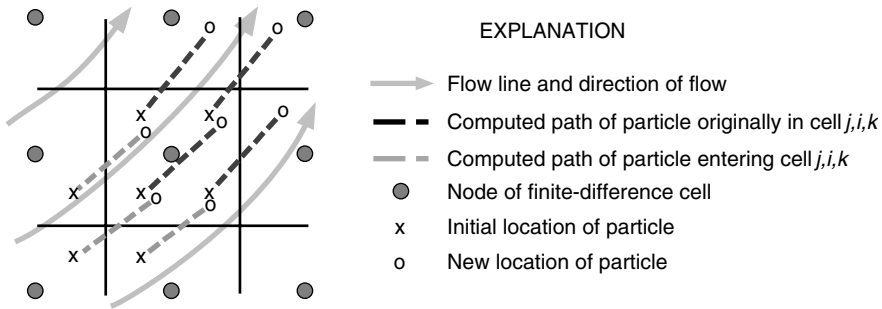 EXPLANATION
Flow line and direction of flow
Computed path of particle originally in cell j,i,k
Computed path of particle entering cell j,i,k
Node of finite-difference cell
x Initial location of particle
o New location of particle
o
o
x
x
o
o
o
x
x
x
o
o
x
x